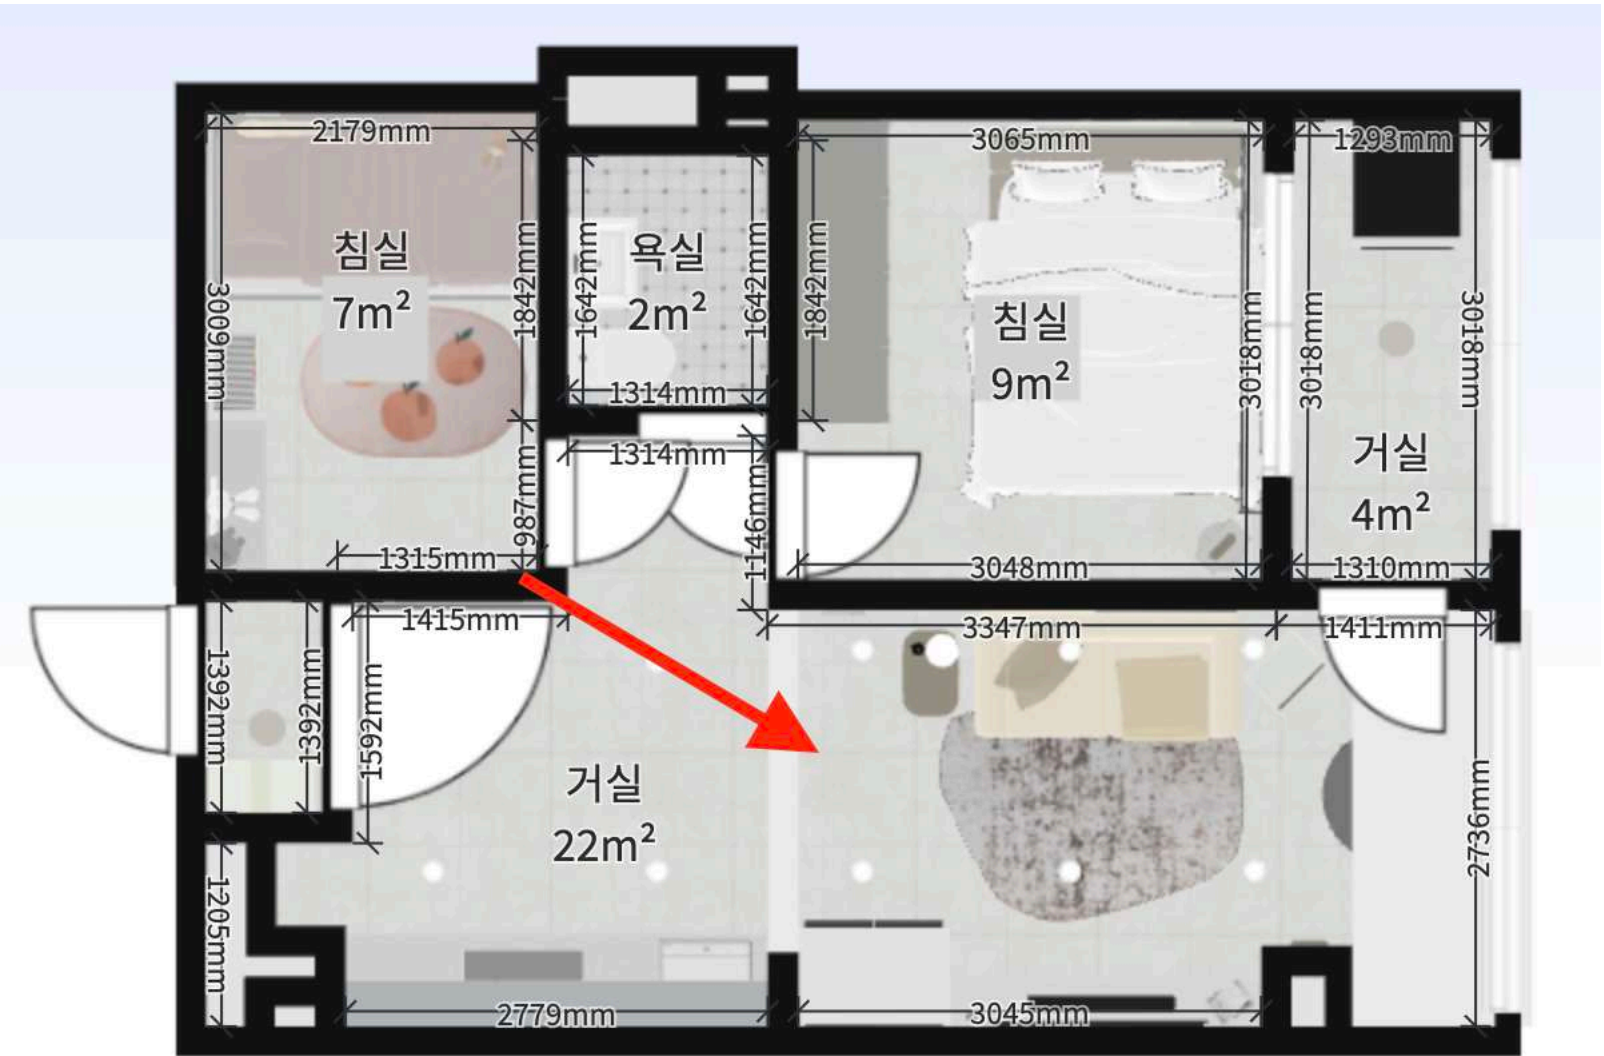 2179mm
3065mm
1293mm
침실
7m²
3009mm
1842mm
욕실
2m²
1642mm
1642mm
1314mm
1842mm
침실
9m²
3018mm
3018mm
3018mm
거실
4m²
1314mm
987mm
1146mm
1315mm
3048mm
1310mm
1415mm
3347mm
1411mm
1392mm
1392mm
1592mm
거실
22m²
2736mm
1205mm
2779mm
3045mm